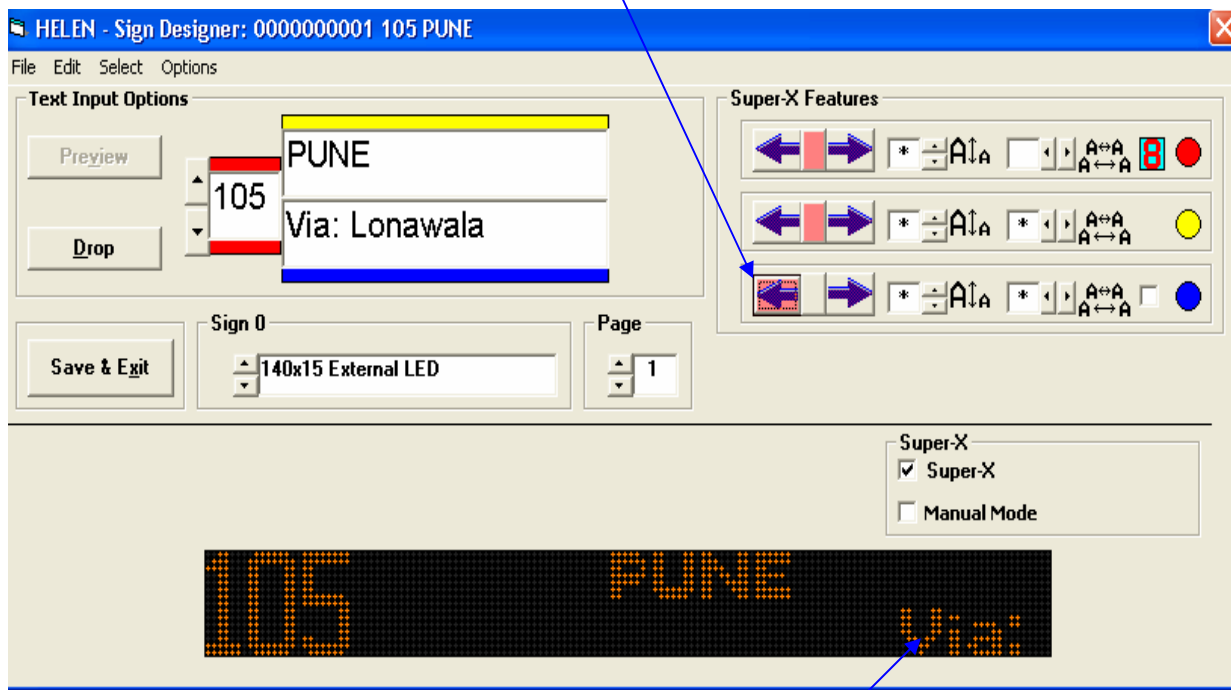 HELEN - Sign Designer: 0000000001 105 PUNE
File Edit Select Options
Text Input Options
Super-X Features
Preview
Drop
105
PUNE
Via: Lonawala
* A↕A A↔A A↔A 8
* A↕A * A↔A A↔A
* A↕A * A↔A A↔A
Save & Exit
Sign 0
140x15 External LED
Page
1
Super-X
Super-X
Manual Mode
105 PUNE
Via: